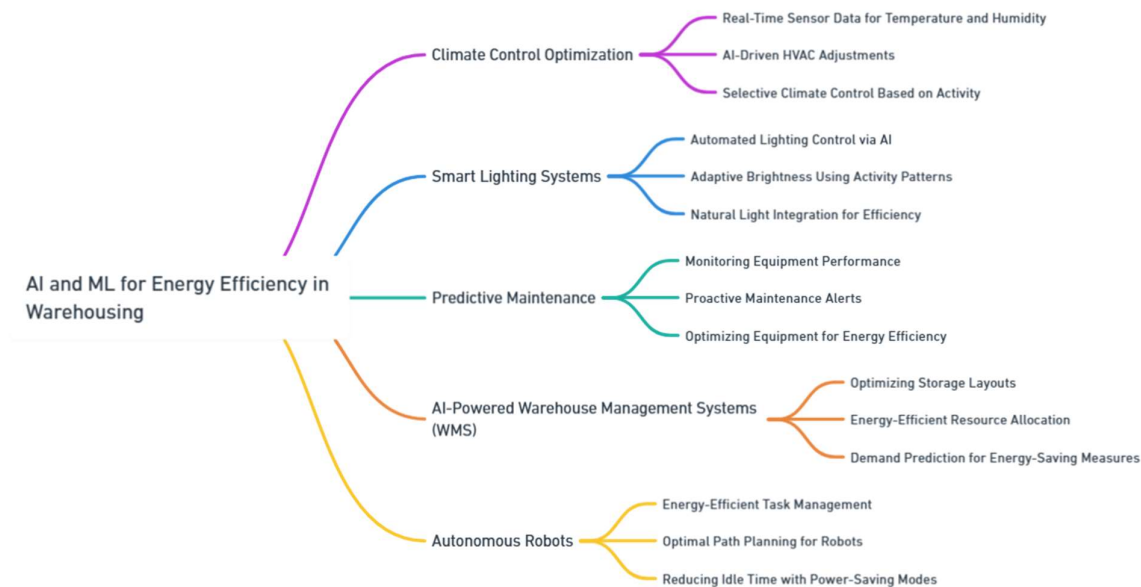 AI and ML for Energy Efficiency in
Warehousing
Climate Control Optimization
Real-Time Sensor Data for Temperature and Humidity
AI-Driven HVAC Adjustments
Selective Climate Control Based on Activity
Smart Lighting Systems
Automated Lighting Control via AI
Adaptive Brightness Using Activity Patterns
Natural Light Integration for Efficiency
Predictive Maintenance
Monitoring Equipment Performance
Proactive Maintenance Alerts
Optimizing Equipment for Energy Efficiency
AI-Powered Warehouse Management Systems
(WMS)
Optimizing Storage Layouts
Energy-Efficient Resource Allocation
Demand Prediction for Energy-Saving Measures
Autonomous Robots
Energy-Efficient Task Management
Optimal Path Planning for Robots
Reducing Idle Time with Power-Saving Modes